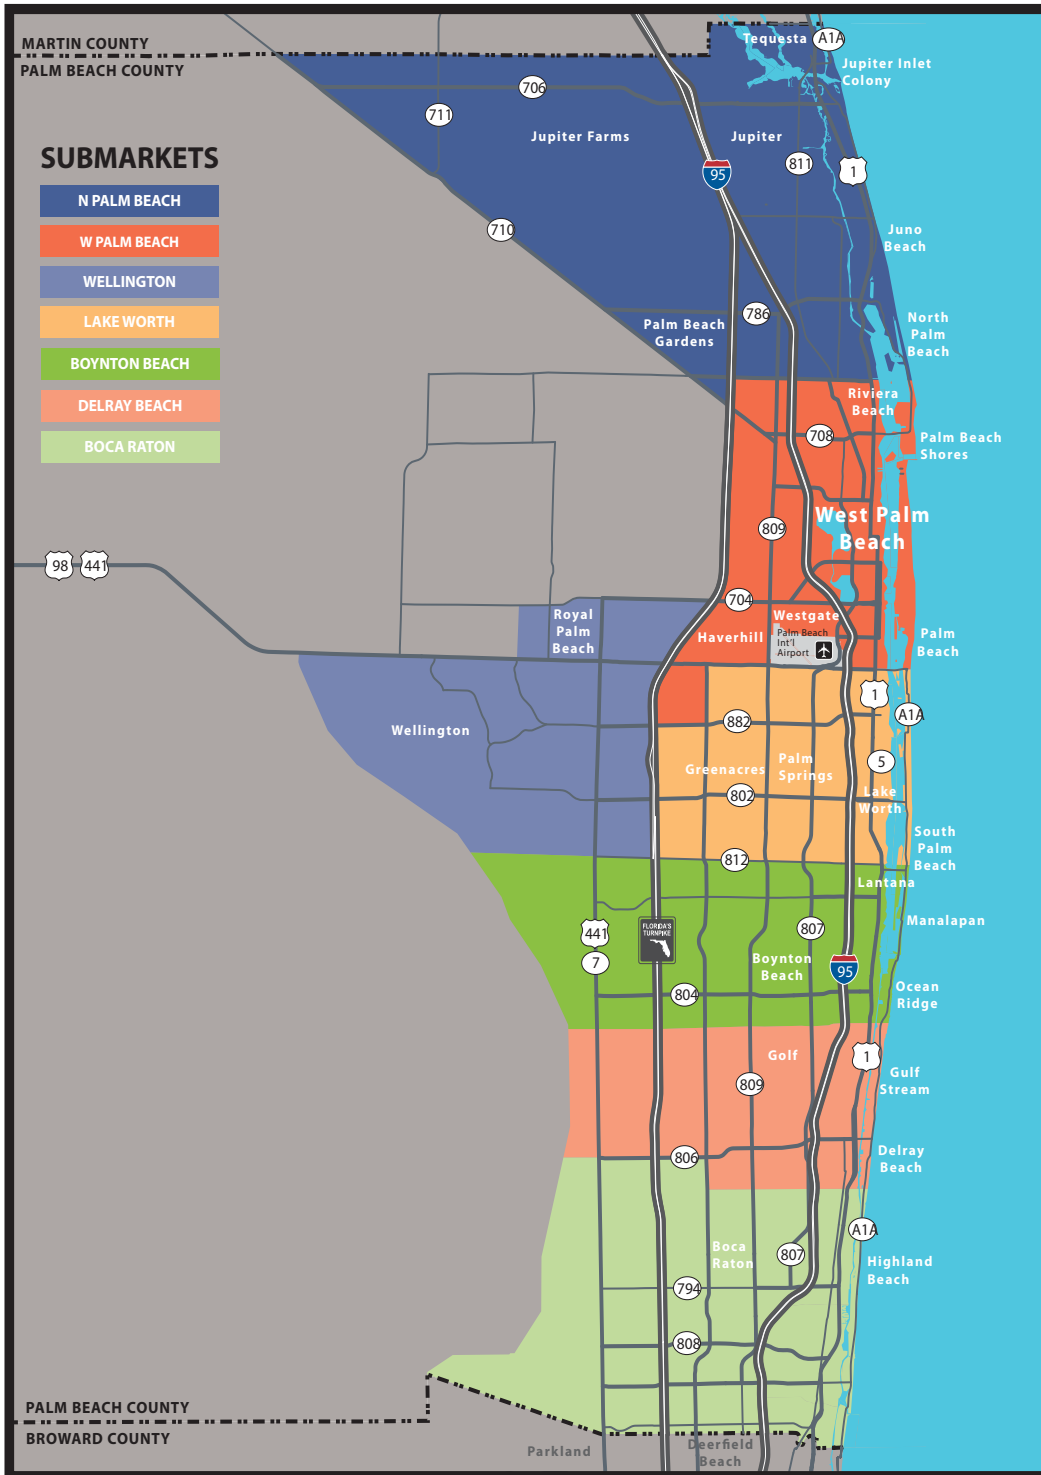 MARTIN COUNTY
PALM BEACH COUNTY
SUBMARKETS
N PALM BEACH
W PALM BEACH
WELLINGTON
LAKE WORTH
BOYNTON BEACH
DELRAY BEACH
BOCA RATON
Tequesta
A1A
Jupiter Inlet
Colony
706
711
Jupiter Farms
Jupiter
811
95
1
710
Juno
Beach
786
Palm Beach
Gardens
North
Palm
Beach
Riviera
Beach
708
Palm Beach
Shores
809
West Palm
Beach
98
441
704
Royal
Palm
Beach
Westgate
Haverhill
Palm Beach
Int'l
Airport
Palm
Beach
1
A1A
882
Wellington
5
Greenacres
Palm
Springs
802
Lake
Worth
South
Palm
Beach
812
Lantana
Manalapan
441
7
FLORIDA'S
TURNPIKE
807
Boynton
Beach
95
804
Ocean
Ridge
Golf
1
809
Gulf
Stream
806
Delray
Beach
A1A
Boca
Raton
807
Highland
Beach
794
808
PALM BEACH COUNTY
BROWARD COUNTY
Parkland
Deerfield
Beach